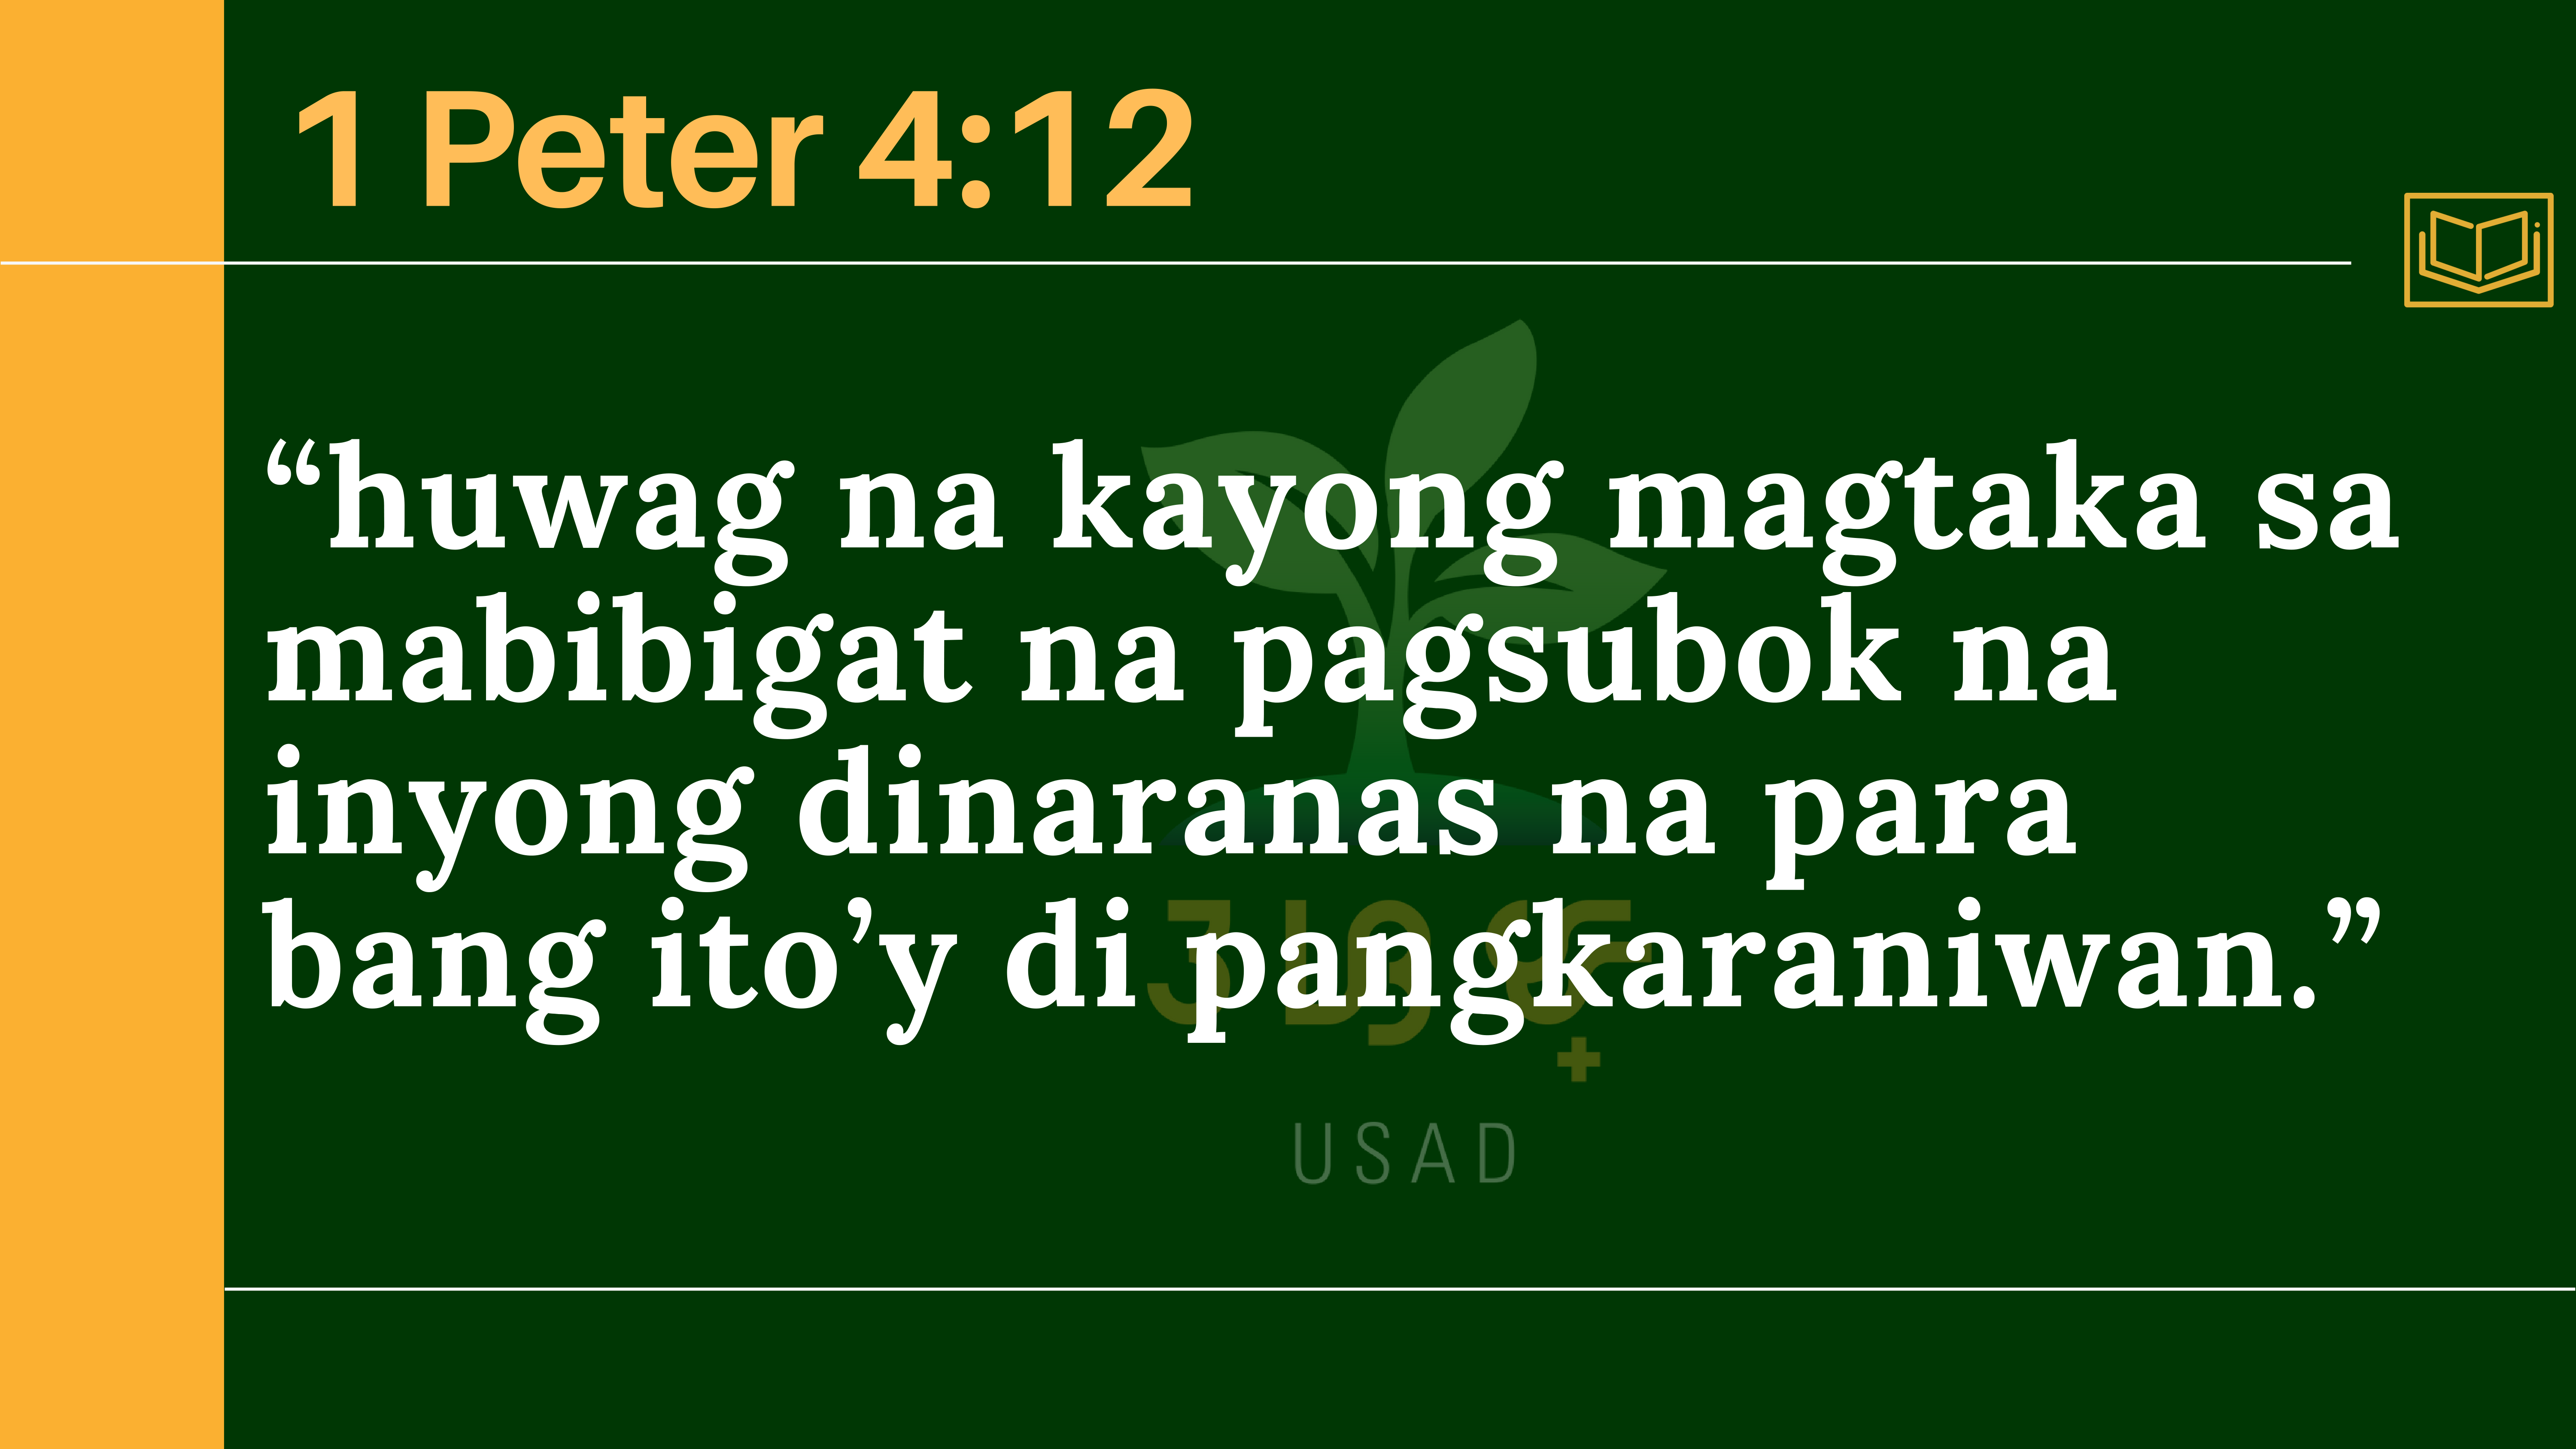 1 Peter 4:12
“huwag na kayong magtaka sa
mabibigat na pagsubok na
inyong dinaranas na para
bang ito’y di pangkaraniwan.”
USAD